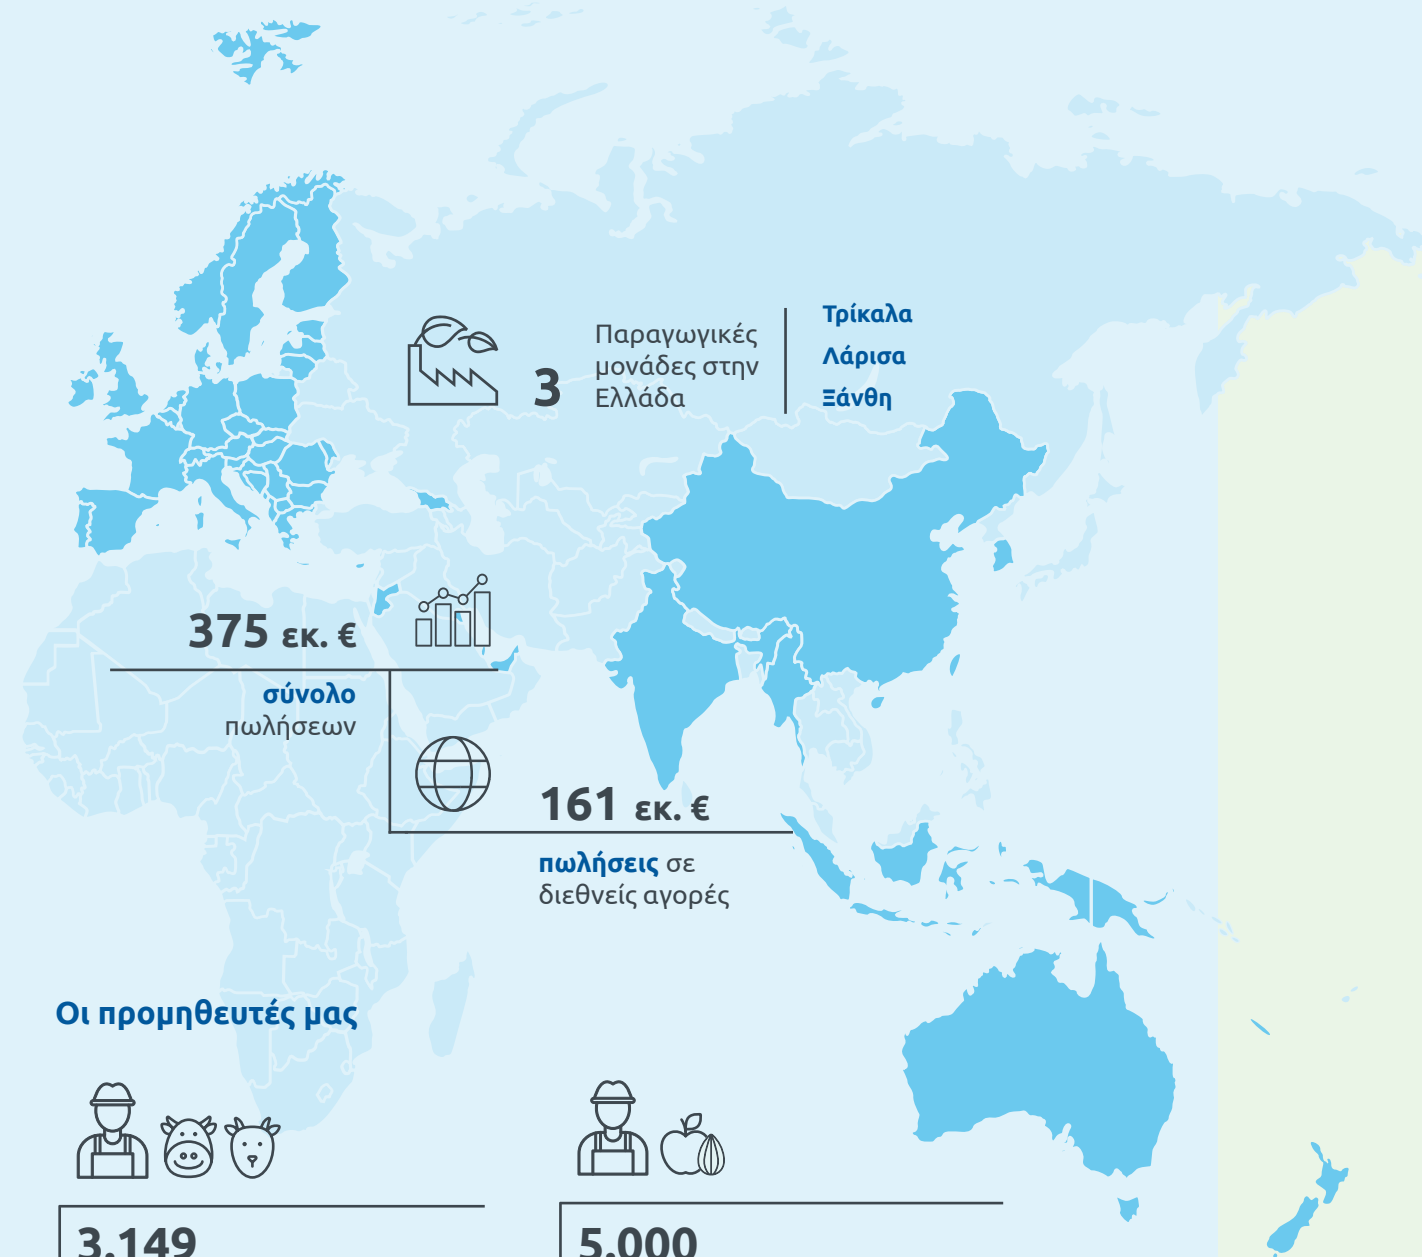 3
Παραγωγικές
μονάδες στην
Ελλάδα
Τρίκαλα
Λάρισα
Ξάνθη
375 εκ. €
σύνολο
πωλήσεων
161 εκ. €
πωλήσεις σε
διεθνείς αγορές
Οι προμηθευτές μας
3.149
5.000